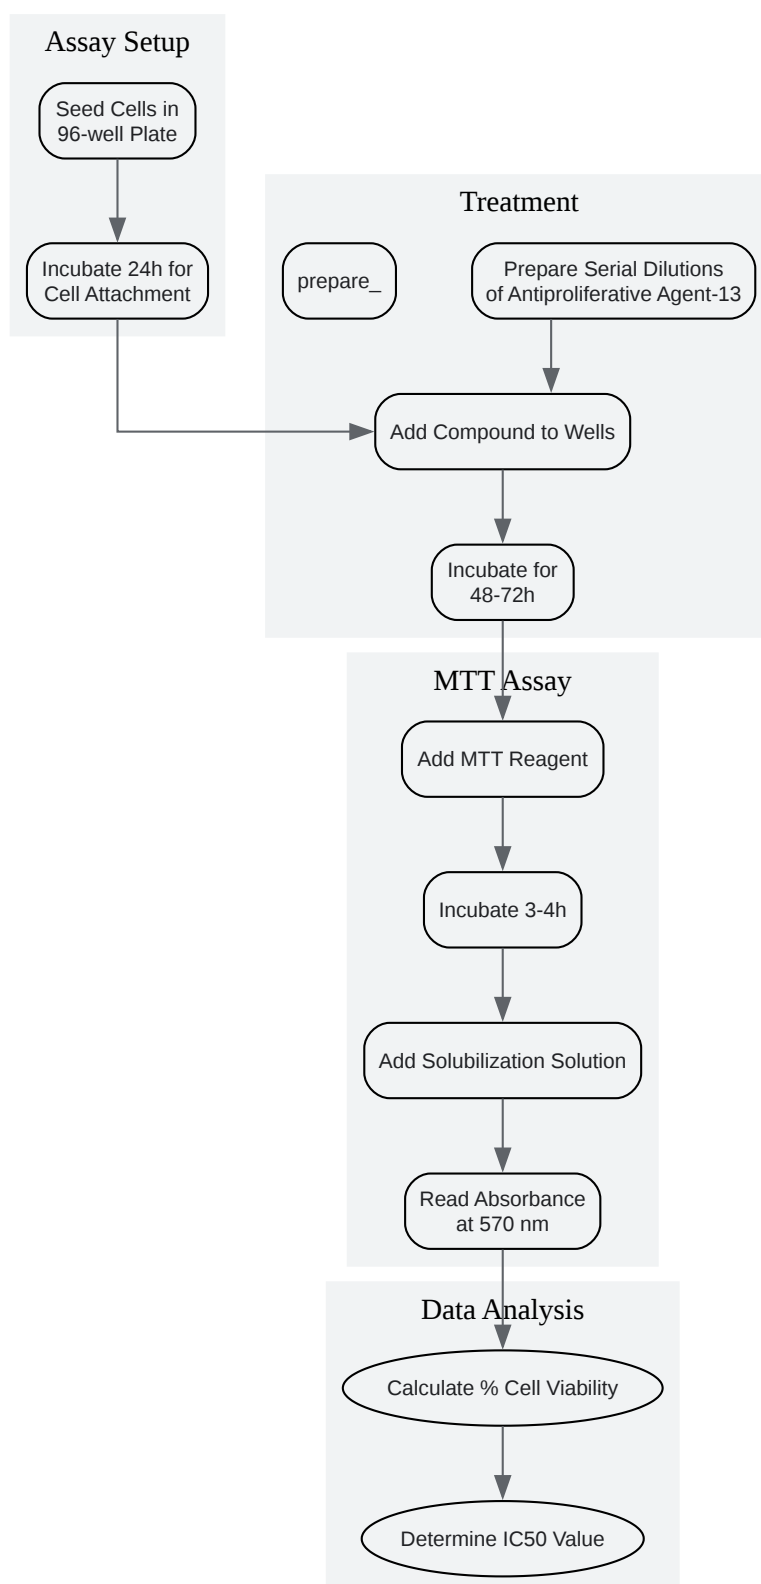 Assay Setup
Seed Cells in
96-well Plate
Incubate 24h for
Cell Attachment
Treatment
prepare_
Prepare Serial Dilutions
of Antiproliferative Agent-13
Add Compound to Wells
Incubate for
48-72h
MTT Assay
Add MTT Reagent
Incubate 3-4h
Add Solubilization Solution
Read Absorbance
at 570 nm
Data Analysis
Calculate % Cell Viability
Determine IC50 Value